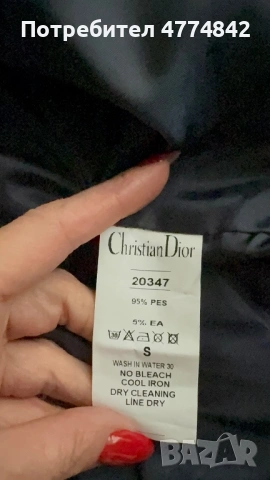 Потребител 4774842
Christian Dior
20347
95% PES
5% EA
S
WASH IN WATER 30
NO BLEACH
COOL IRON
DRY CLEANING
LINE DRY
BAZAR